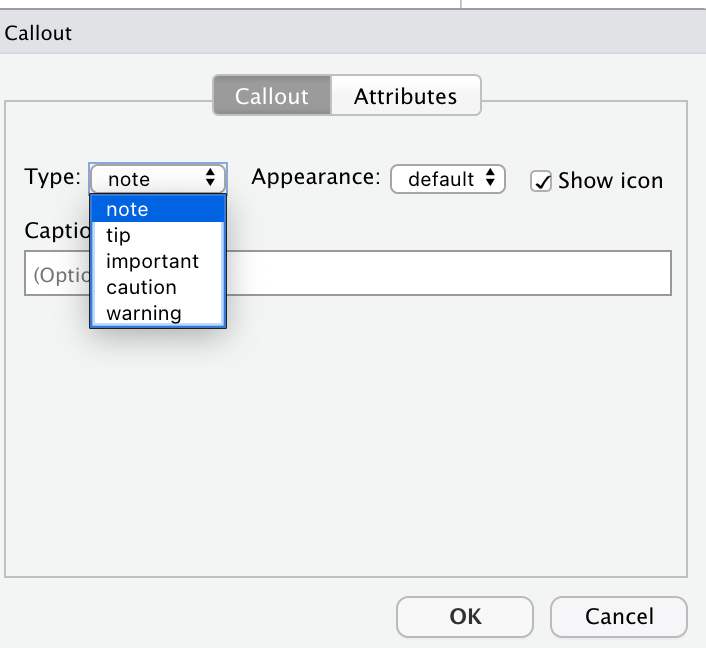 Callout
Callout Attributes
Type: note Appearance: default Show icon
note
Captio
tip
important
(Optio
caution
warning
OK Cancel